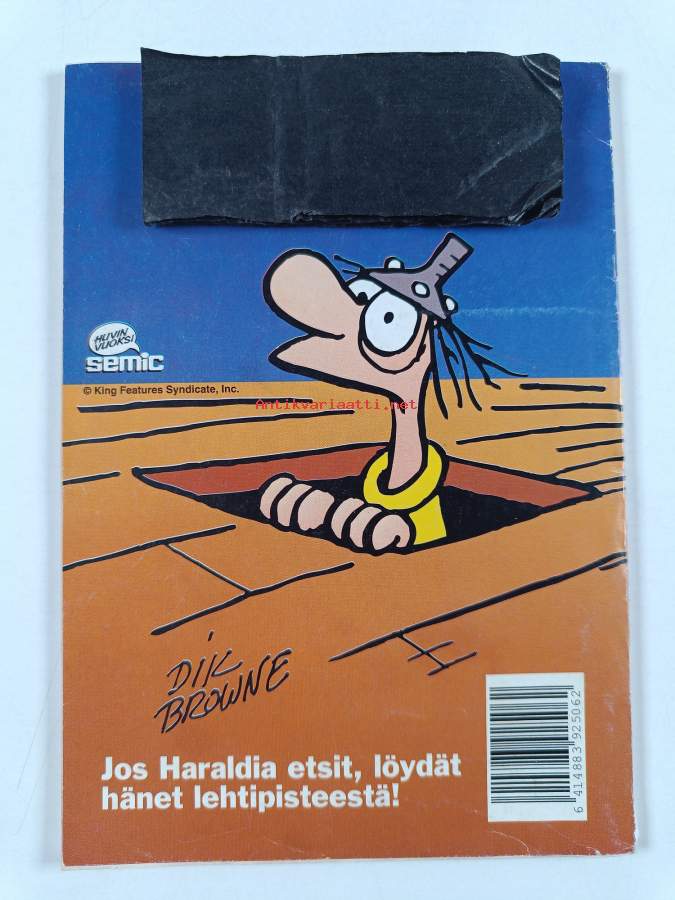 HUVIN
VUOKSI
semic
© King Features Syndicate, Inc.
Antikvariaatti.net
DIK
BROWNE
Jos Haraldia etsit, löydät
hänet lehtipisteestä!
6 414883 925062